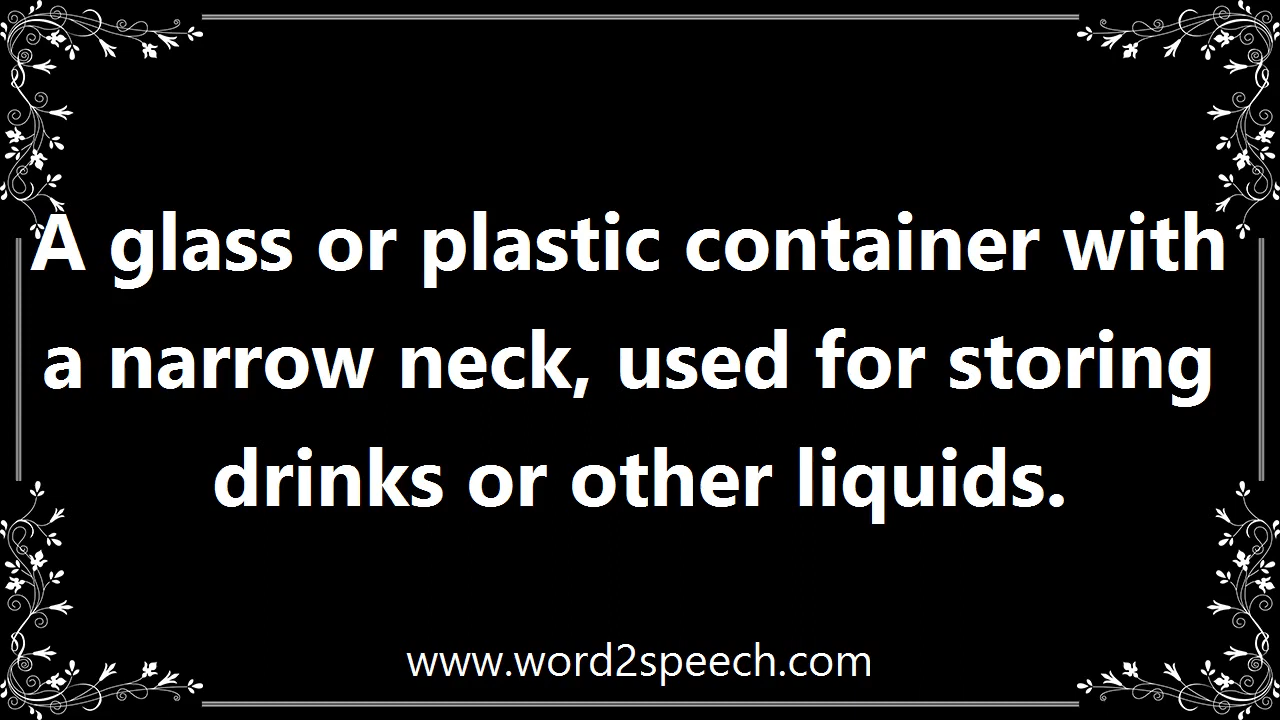 A glass or plastic container with
a narrow neck, used for storing
drinks or other liquids.
www.word2speech.com